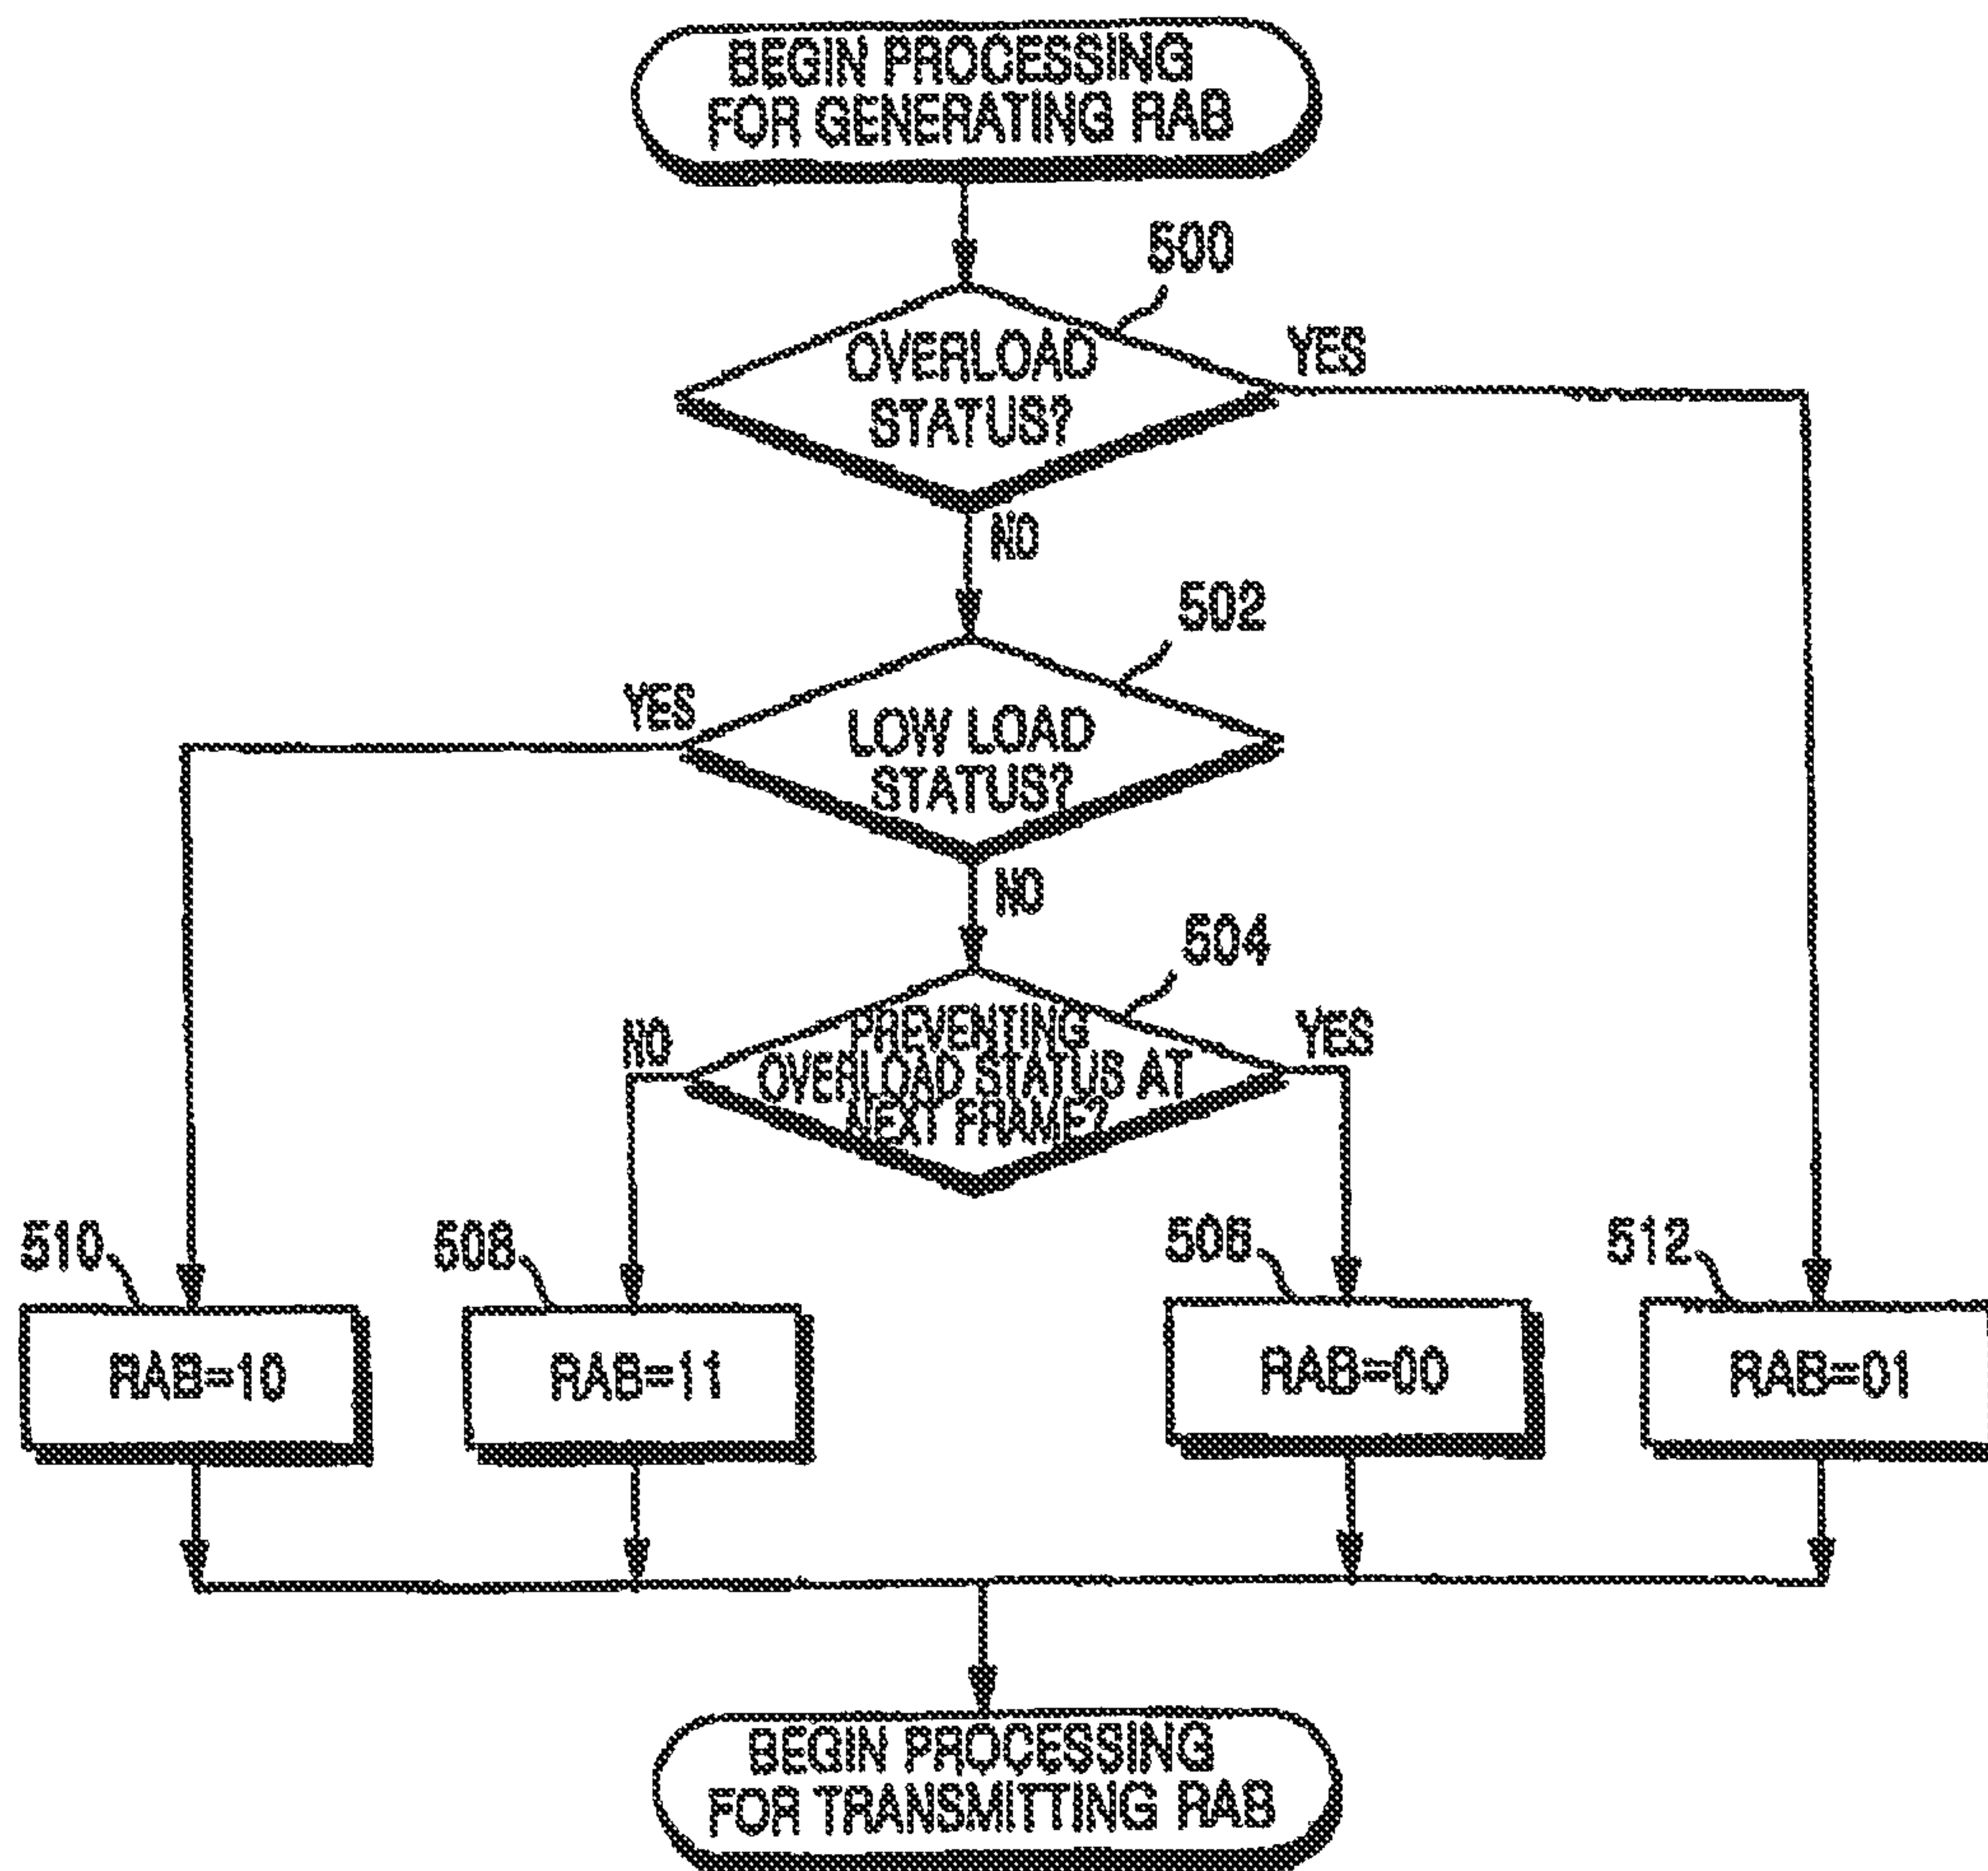 BEGIN PROCESSING
FOR GENERATING RAB
500
OVERLOAD
STATUS?
YES
NO
502
YES
LOW LOAD
STATUS?
NO
504
NO
PREVENTING
OVERLOAD STATUS AT
NEXT FRAME?
YES
510
508
506
512
RAB=10
RAB=11
RAB=00
RAB=01
BEGIN PROCESSING
FOR TRANSMITTING RAB